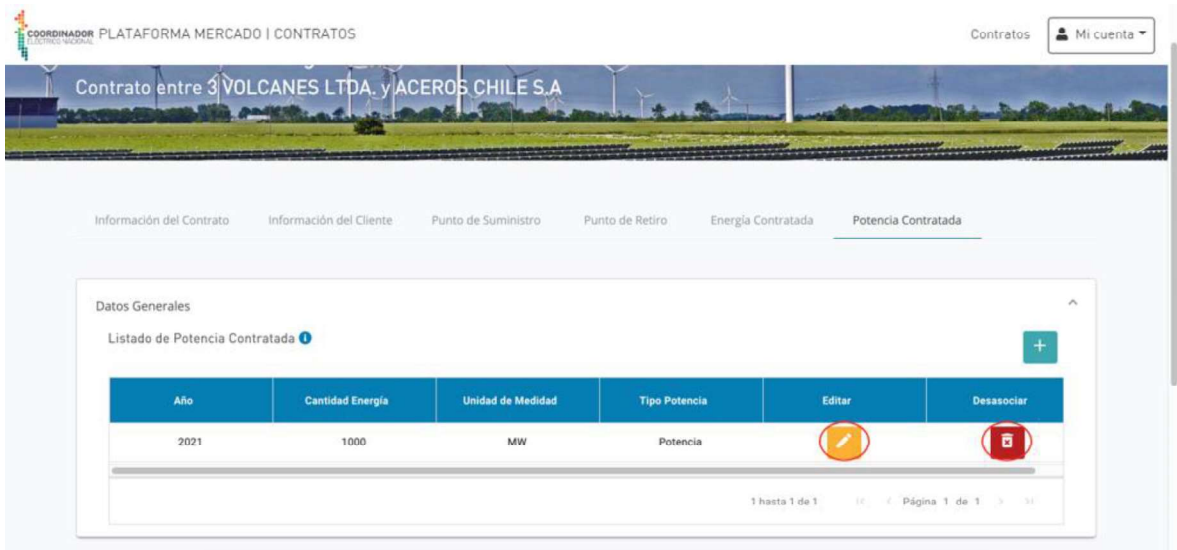 COORDINADOR
ELÉCTRICO NACIONAL
PLATAFORMA MERCADO | CONTRATOS
Contratos
Mi cuenta
Contrato entre 3 VOLCANES LTDA. y ACEROS CHILE S.A
Información del Contrato
Información del Cliente
Punto de Suministro
Punto de Retiro
Energía Contratada
Potencia Contratada
Datos Generales
Listado de Potencia Contratada
Año
Cantidad Energía
Unidad de Medidad
Tipo Potencia
Editar
Desasociar
2021
1000
MW
Potencia
1 hasta 1 de 1
Página 1 de 1